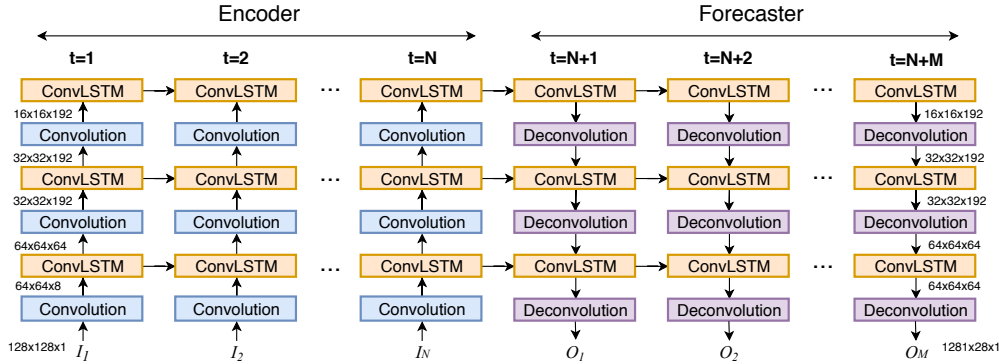 Encoder Forecaster
t=1 t=2 t=N t=N+1 t=N+2 t=N+M
ConvLSTM ConvLSTM ... ConvLSTM ConvLSTM ConvLSTM ... ConvLSTM
16x16x192 16x16x192
Convolution Convolution Convolution Deconvolution Deconvolution Deconvolution
32x32x192 32x32x192
ConvLSTM ConvLSTM ... ConvLSTM ConvLSTM ConvLSTM ... ConvLSTM
32x32x192 32x32x192
Convolution Convolution Convolution Deconvolution Deconvolution Deconvolution
64x64x64 64x64x64
ConvLSTM ConvLSTM ... ConvLSTM ConvLSTM ConvLSTM ... ConvLSTM
64x64x8 64x64x64
Convolution Convolution Convolution Deconvolution Deconvolution Deconvolution
128x128x1 I1 I2 IN O1 O2 OM 1281x28x1